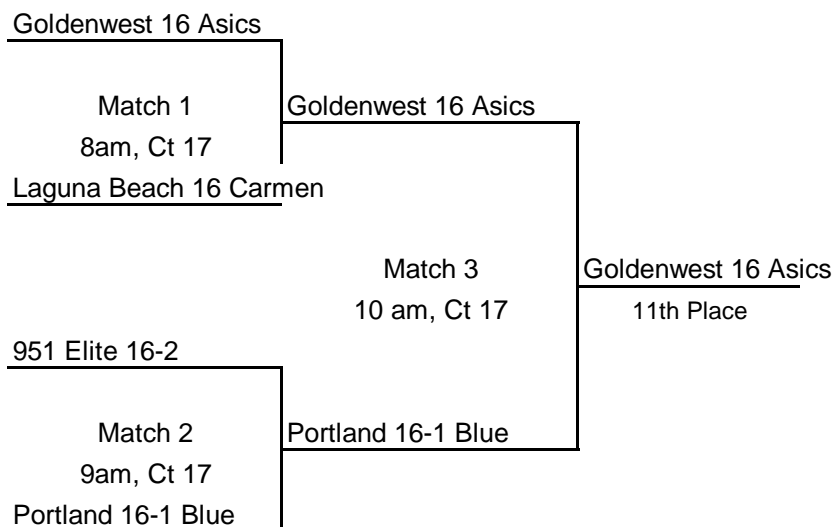 Goldenwest 16 Asics
Match 1
Goldenwest 16 Asics
8am, Ct 17
Laguna Beach 16 Carmen
Match 3
Goldenwest 16 Asics
10 am, Ct 17
11th Place
951 Elite 16-2
Match 2
Portland 16-1 Blue
9am, Ct 17
Portland 16-1 Blue